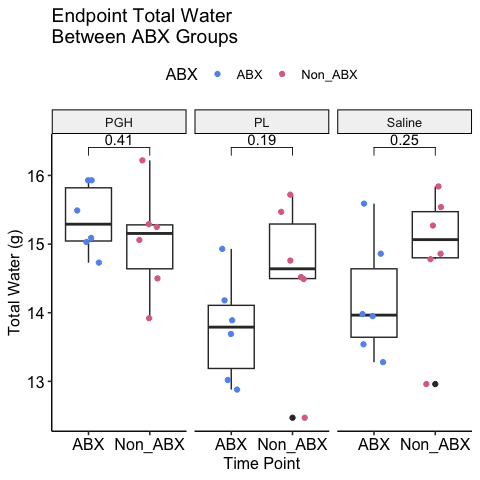 Endpoint Total Water
Between ABX Groups
ABX ABX Non_ABX
PGH PL Saline
0.41 0.19 0.25
16
15
14
13
Total Water (g)
ABX Non_ABX ABX Non_ABX ABX Non_ABX
Time Point